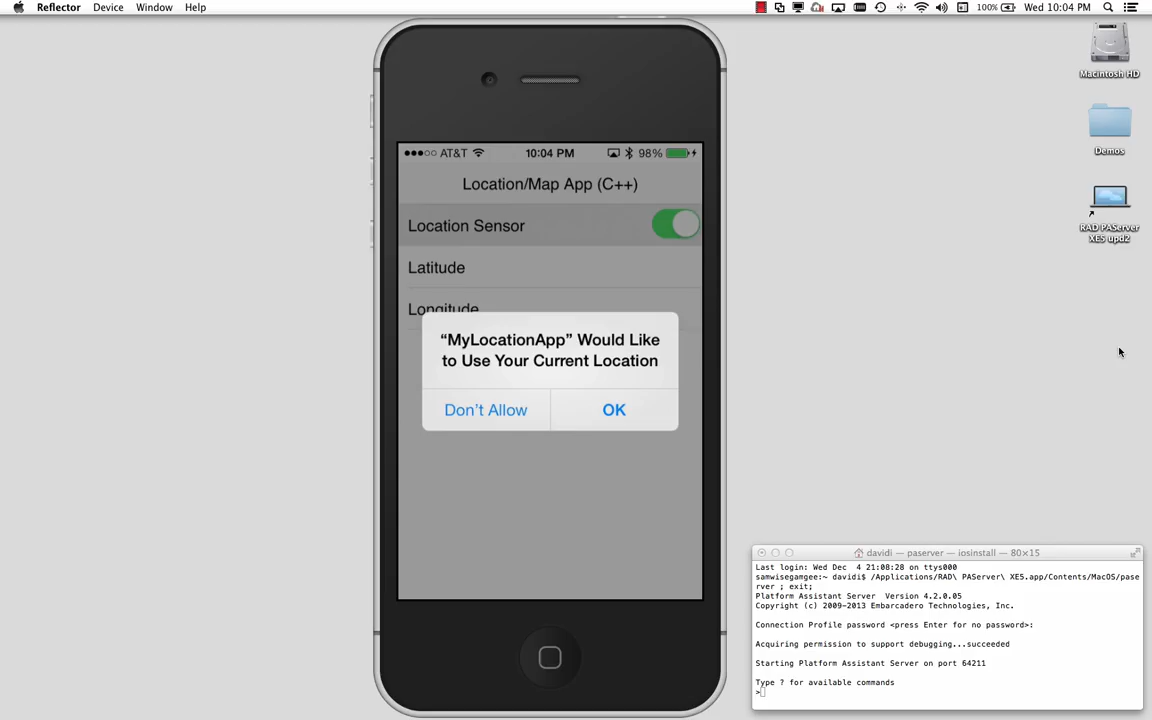 Reflector Device Window Help
100% Wed 10:04 PM
Macintosh HD
Demos
RAD PAServer
XE5 upd2
AT&T 10:04 PM 98%
Location/Map App (C++)
Location Sensor
Latitude
Longitude
“MyLocationApp” Would Like
to Use Your Current Location
Don’t Allow OK
davidi — paserver — iosinstall — 80×15
Last login: Wed Dec  4 21:08:28 on ttys000
samwisegamgee:~ davidi$ /Applications/RAD\ PAServer\ XE5.app/Contents/MacOS/pase
rver ; exit;
Platform Assistant Server  Version 4.2.0.05
Copyright (c) 2009-2013 Embarcadero Technologies, Inc.
Connection Profile password <press Enter for no password>:
Acquiring permission to support debugging...succeeded
Starting Platform Assistant Server on port 64211
Type ? for available commands
>